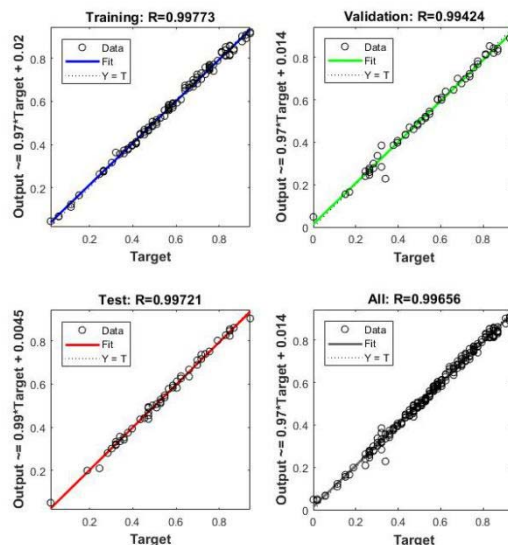 Training: R=0.99773
Output ~= 0.97*Target + 0.02
Data
Fit
Y = T
0.8
0.6
0.4
0.2
0.2 0.4 0.6 0.8
Target
Validation: R=0.99424
Output ~= 0.97*Target + 0.014
Data
Fit
Y = T
0.8
0.6
0.4
0.2
0
0 0.2 0.4 0.6 0.8
Target
Test: R=0.99721
Output ~= 0.99*Target + 0.0045
Data
Fit
Y = T
0.8
0.6
0.4
0.2
0.2 0.4 0.6 0.8
Target
All: R=0.99656
Output ~= 0.97*Target + 0.014
Data
Fit
Y = T
0.8
0.6
0.4
0.2
0
0 0.2 0.4 0.6 0.8
Target